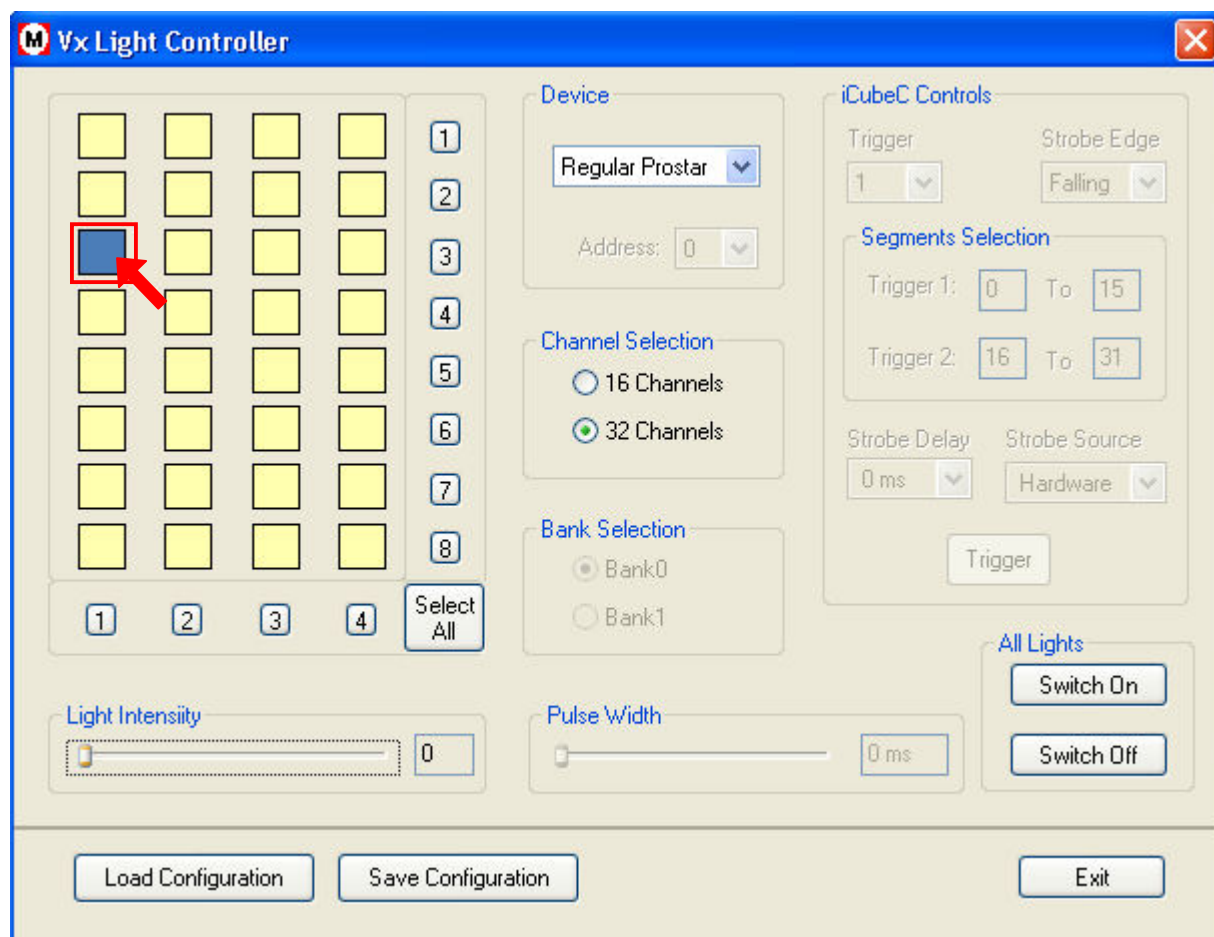 Vx Light Controller
1
2
3
4
5
6
7
8
1 2 3 4 Select All
Device
Regular Prostar
Address: 0
Channel Selection
16 Channels
32 Channels
Bank Selection
Bank0
Bank1
iCubeC Controls
Trigger Strobe Edge
1 Falling
Segments Selection
Trigger 1: 0 To 15
Trigger 2: 16 To 31
Strobe Delay Strobe Source
0 ms Hardware
Trigger
All Lights
Switch On
Switch Off
Light Intensiity
0
Pulse Width
0 ms
Load Configuration Save Configuration Exit